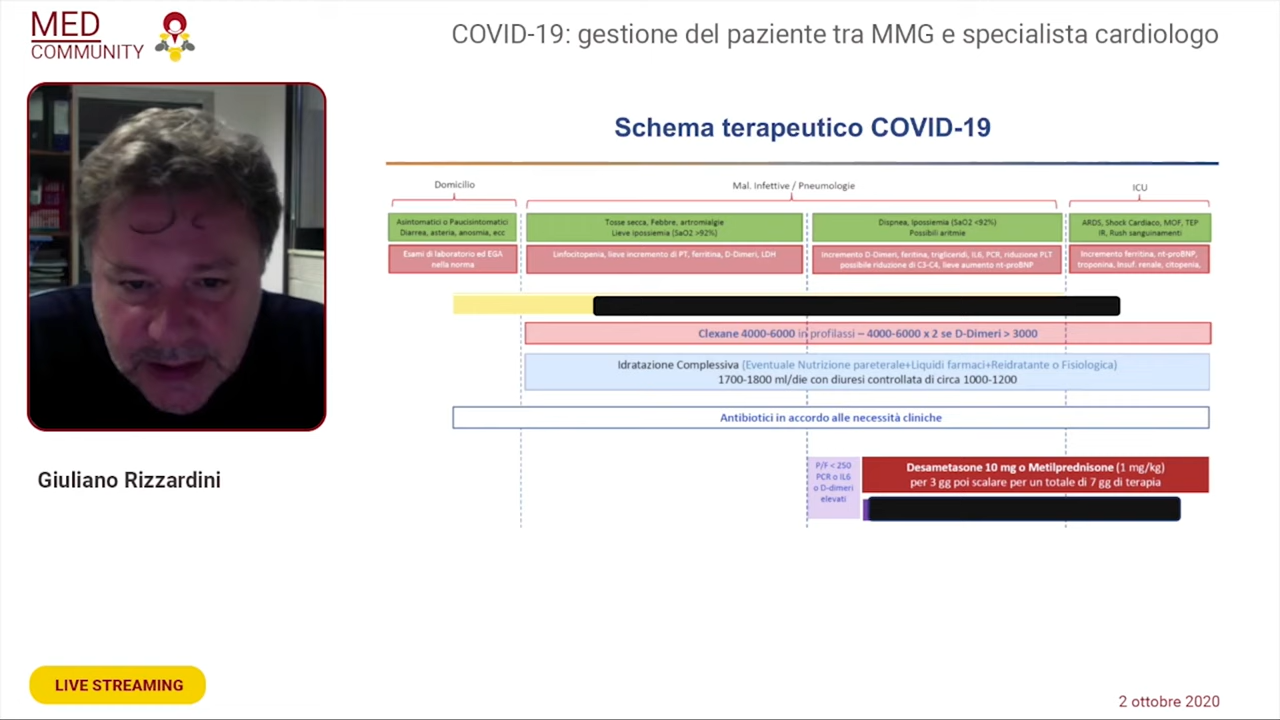 MED
COMMUNITY
COVID-19: gestione del paziente tra MMG e specialista cardiologo
Schema terapeutico COVID-19
Domicilio
Mal. Infettive / Pneumologie
ICU
Asintomatici o Paucisintomatici
Diarrea, asteria, anosmia, ecc
Tosse secca, Febbre, artromialgie
Lieve ipossiemia (SaO2 >92%)
Dispnea, Ipossiemia (SaO2 <92%)
Possibili aritmie
ARDS, Shock Cardiaco, MOF, TEP
IR, Rush sanguinamenti
Esami di laboratorio ed EGA
nella norma
Linfocitopenia, lieve incremento di PT, ferritina, D-Dimeri, LDH
Incremento D-Dimeri, feritina, trigliceridi, IL6, PCR, riduzione PLT
possibile riduzione di C3-C4, lieve aumento nt-proBNP
Incremento ferritina, nt-proBNP,
troponina, Insuf. renale, citopenia,
Clexane 4000-6000 in profilassi – 4000-6000 x 2 se D-Dimeri > 3000
Idratazione Complessiva (Eventuale Nutrizione pareterale+Liquidi farmaci+Reidratante o Fisiologica)
1700-1800 ml/die con diuresi controllata di circa 1000-1200
Antibiotici in accordo alle necessità cliniche
P/F < 250
PCR o IL6
o D-dimeri
elevati
Desametasone 10 mg o Metilprednisone (1 mg/kg)
per 3 gg poi scalare per un totale di 7 gg di terapia
Giuliano Rizzardini
LIVE STREAMING
2 ottobre 2020